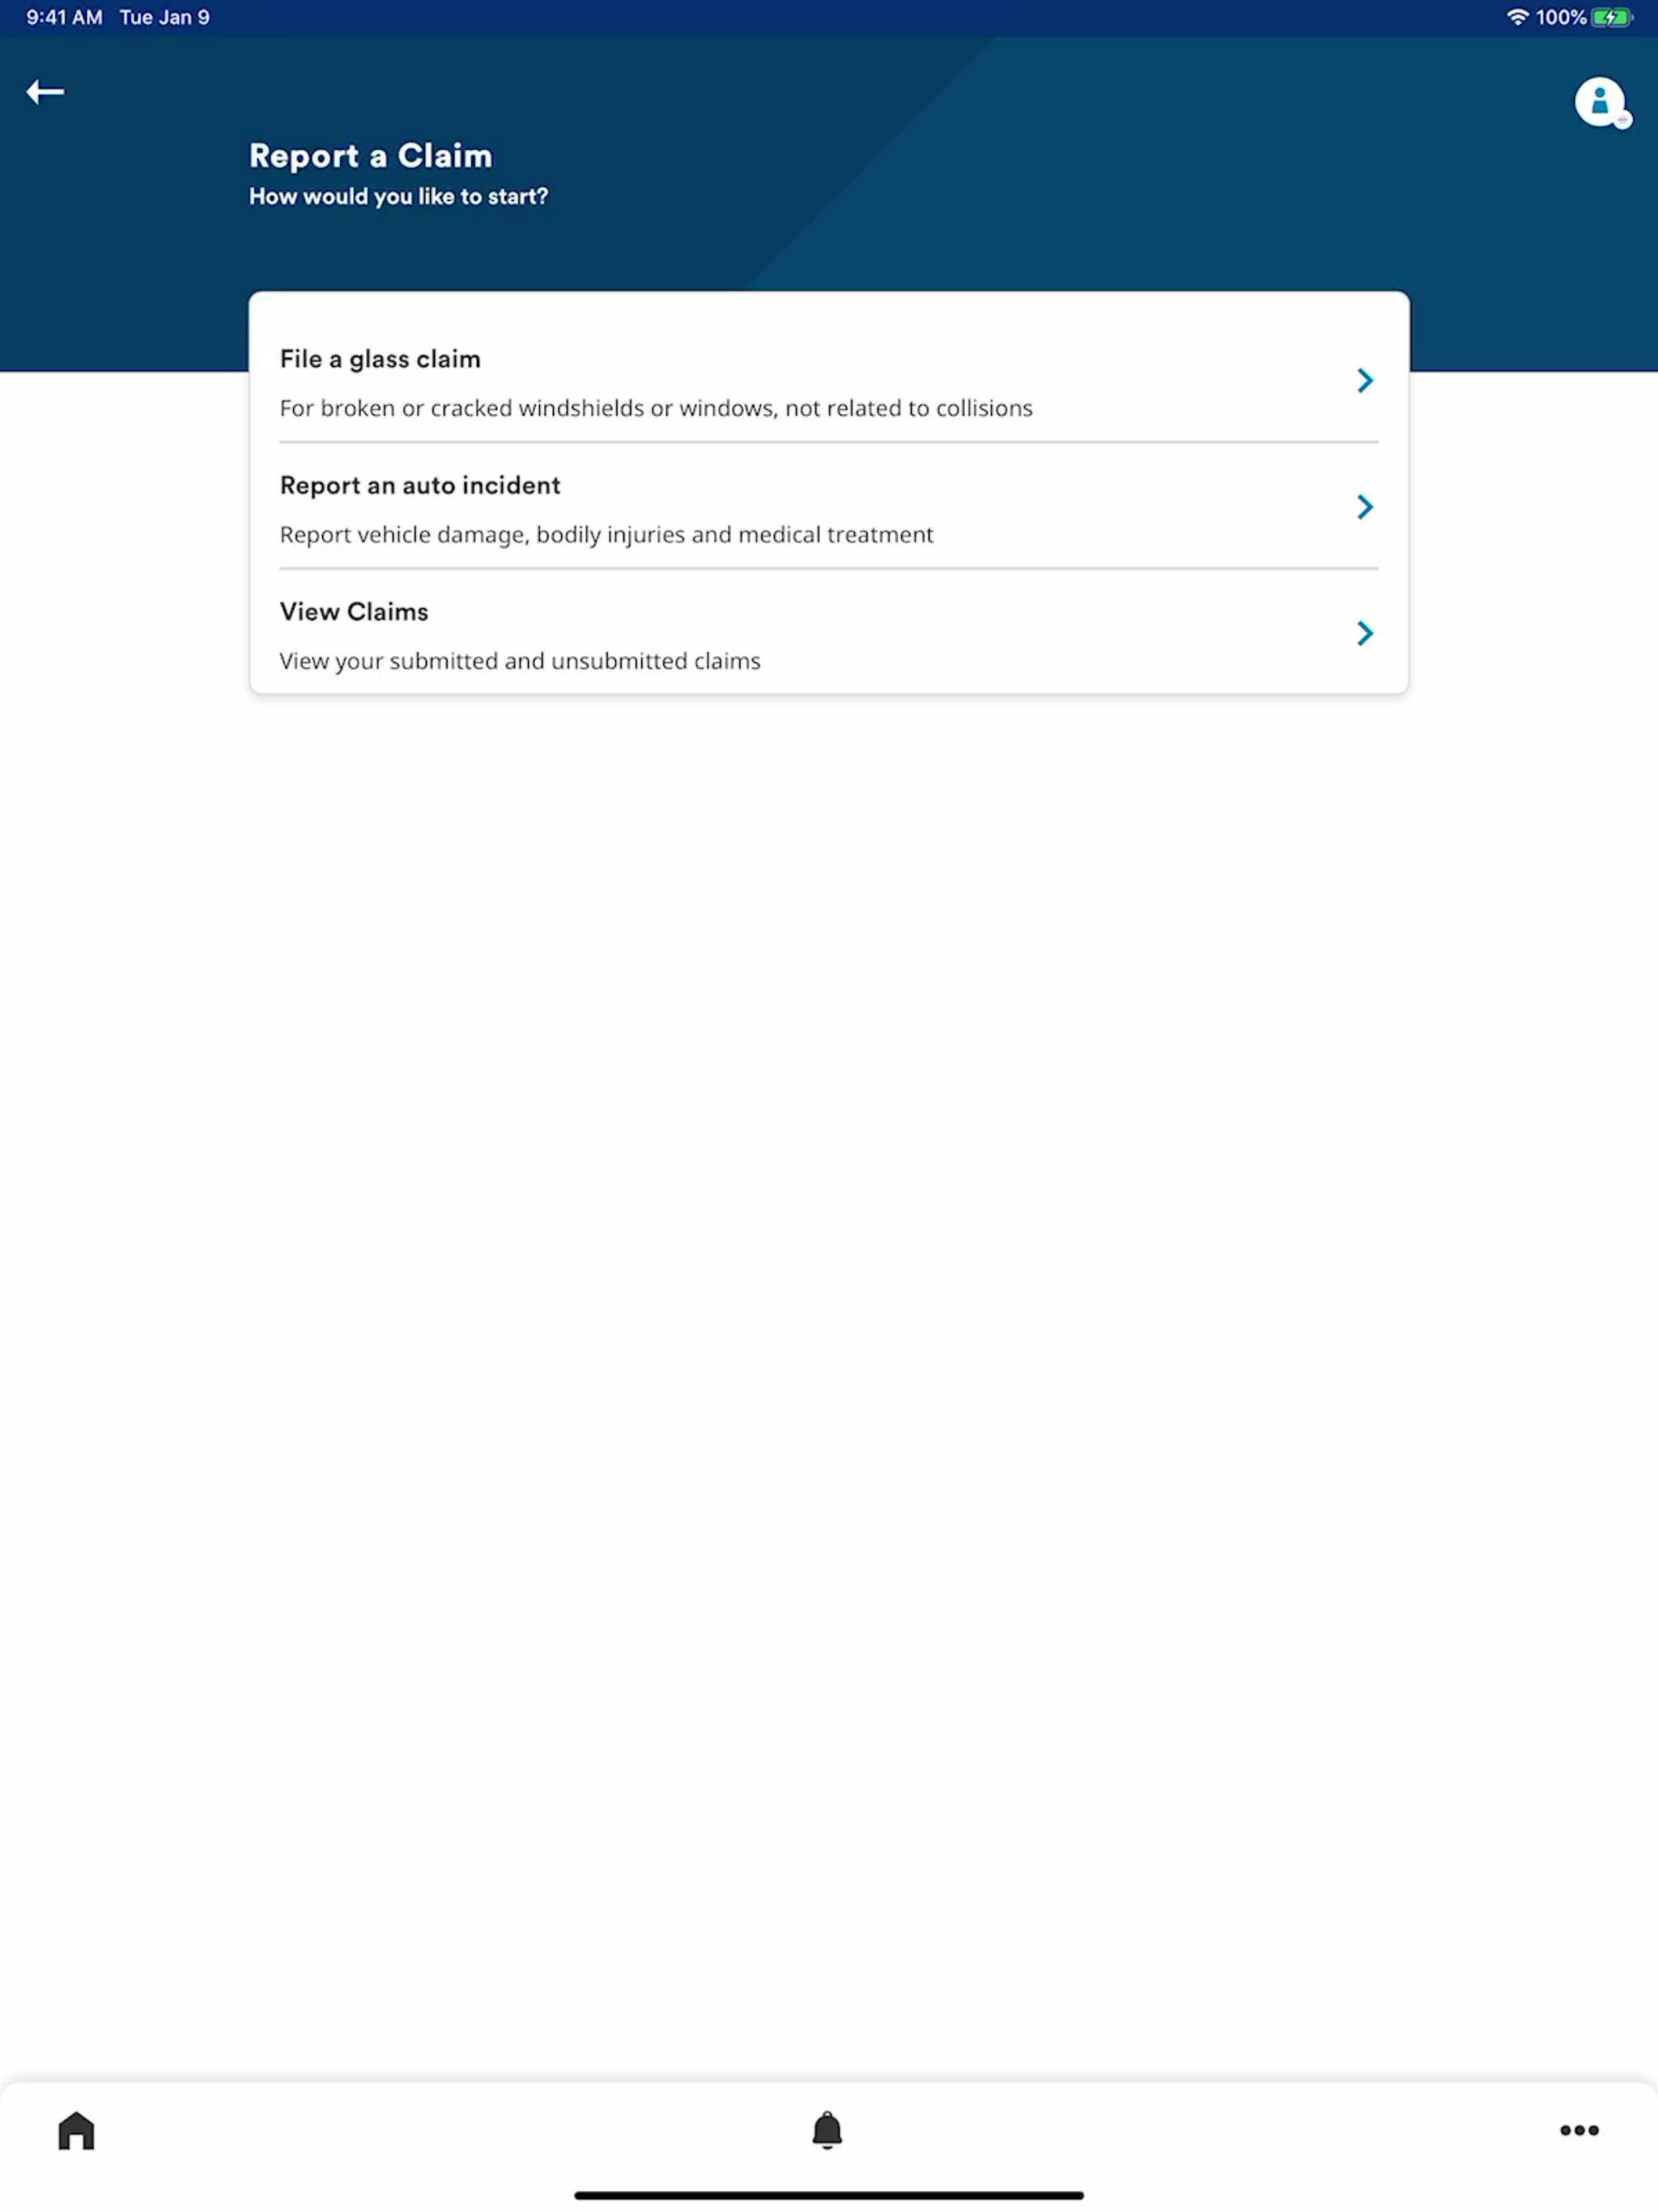 9:41 AM Tue Jan 9
100%
Report a Claim
How would you like to start?
File a glass claim
For broken or cracked windshields or windows, not related to collisions
Report an auto incident
Report vehicle damage, bodily injuries and medical treatment
View Claims
View your submitted and unsubmitted claims